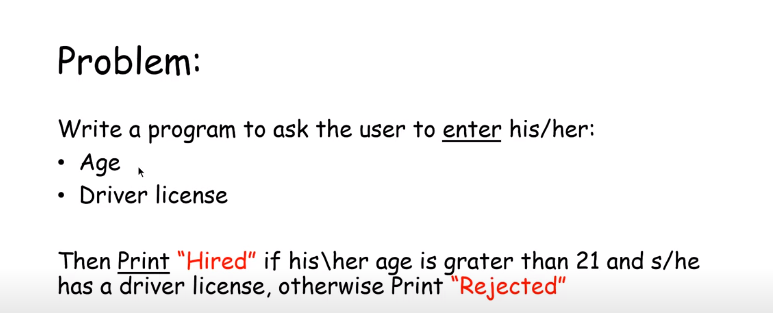 Problem:
Write a program to ask the user to enter his/her:
• Age
• Driver license
Then Print “Hired” if his\her age is grater than 21 and s/he
has a driver license, otherwise Print “Rejected”